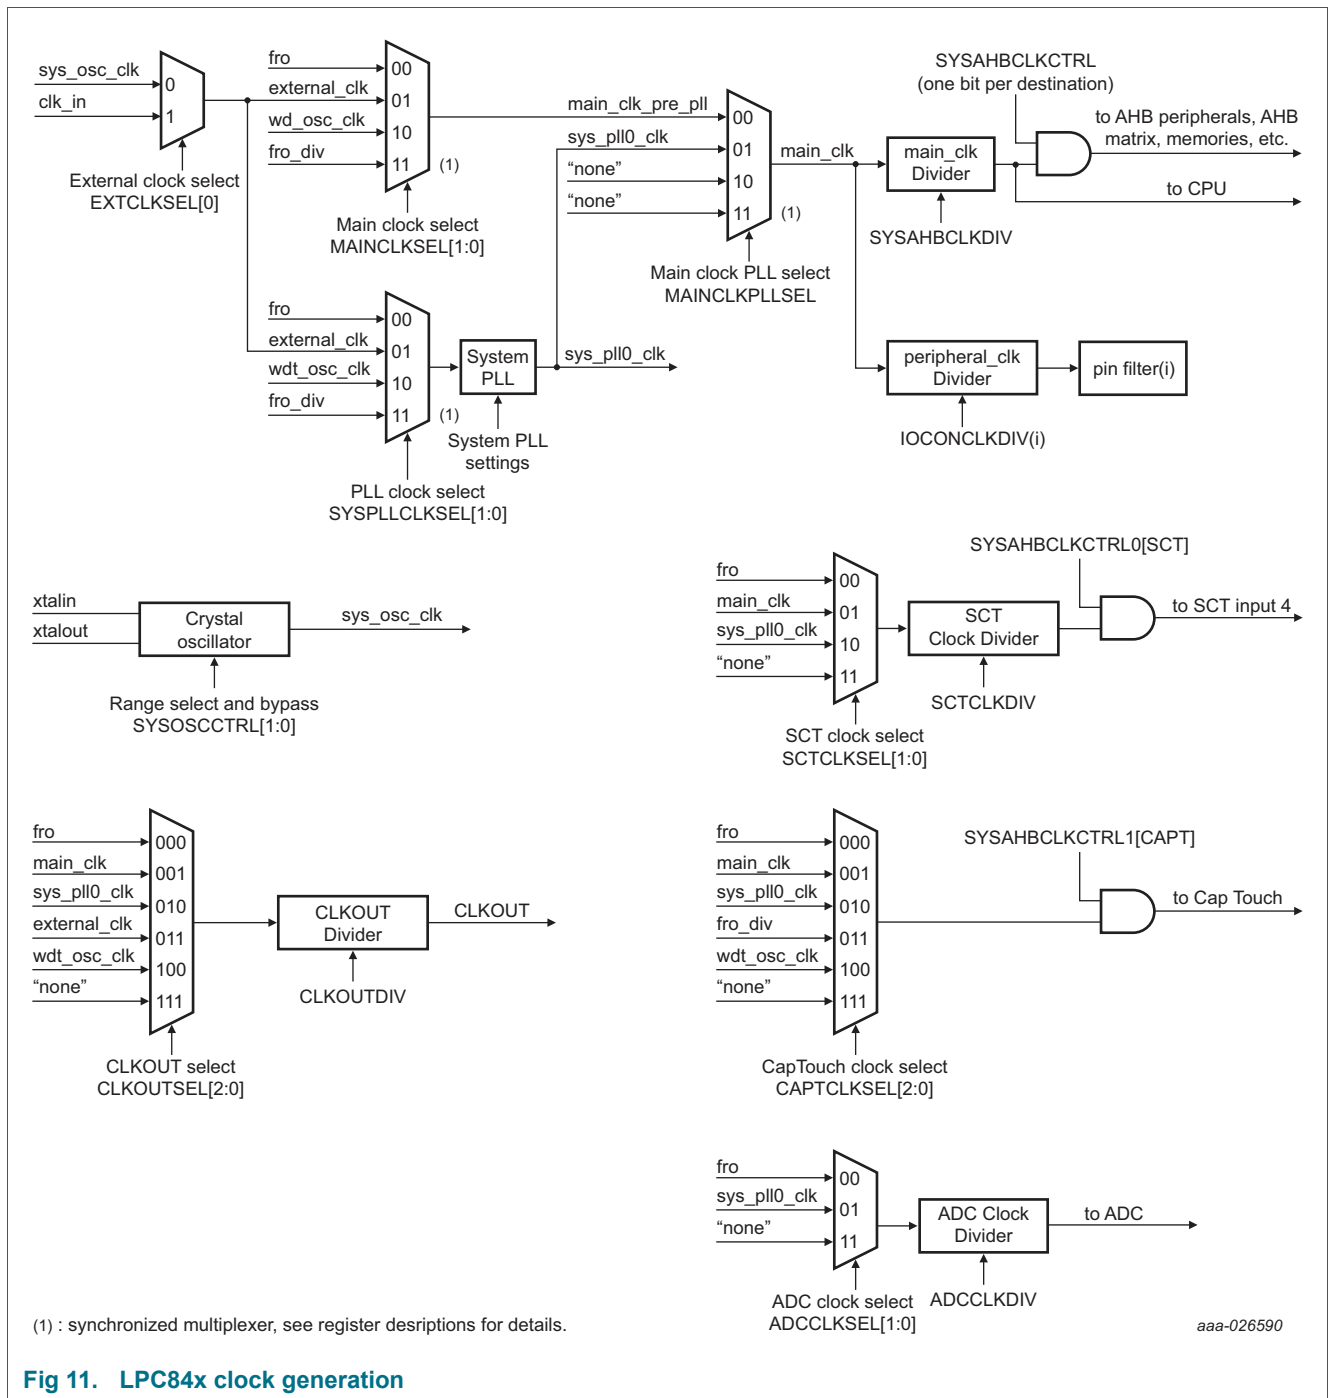 sys_osc_clk
clk_in
0
1
External clock select
EXTCLKSEL[0]
fro
external_clk
wd_osc_clk
fro_div
00
01
10
11
(1)
Main clock select
MAINCLKSEL[1:0]
main_clk_pre_pll
sys_pll0_clk
“none”
“none”
00
01
10
11
(1)
Main clock PLL select
MAINCLKPLLSEL
main_clk
main_clk
Divider
SYSAHBCLKDIV
SYSAHBCLKCTRL
(one bit per destination)
to AHB peripherals, AHB
matrix, memories, etc.
to CPU
fro
external_clk
wdt_osc_clk
fro_div
00
01
10
11
(1)
PLL clock select
SYSPLLCLKSEL[1:0]
System
PLL
System PLL
settings
sys_pll0_clk
peripheral_clk
Divider
IOCONCLKDIV(i)
pin filter(i)
xtalin
xtalout
Crystal
oscillator
sys_osc_clk
Range select and bypass
SYSOSCCTRL[1:0]
fro
main_clk
sys_pll0_clk
“none”
00
01
10
11
SCT clock select
SCTCLKSEL[1:0]
SCT
Clock Divider
SCTCLKDIV
SYSAHBCLKCTRL0[SCT]
to SCT input 4
fro
main_clk
sys_pll0_clk
external_clk
wdt_osc_clk
“none”
000
001
010
011
100
111
CLKOUT select
CLKOUTSEL[2:0]
CLKOUT
Divider
CLKOUTDIV
CLKOUT
fro
main_clk
sys_pll0_clk
fro_div
wdt_osc_clk
“none”
000
001
010
011
100
111
CapTouch clock select
CAPTCLKSEL[2:0]
SYSAHBCLKCTRL1[CAPT]
to Cap Touch
fro
sys_pll0_clk
“none”
00
01
11
ADC clock select
ADCCLKSEL[1:0]
ADC Clock
Divider
ADCCLKDIV
to ADC
(1) : synchronized multiplexer, see register desriptions for details.
aaa-026590
Fig 11. LPC84x clock generation